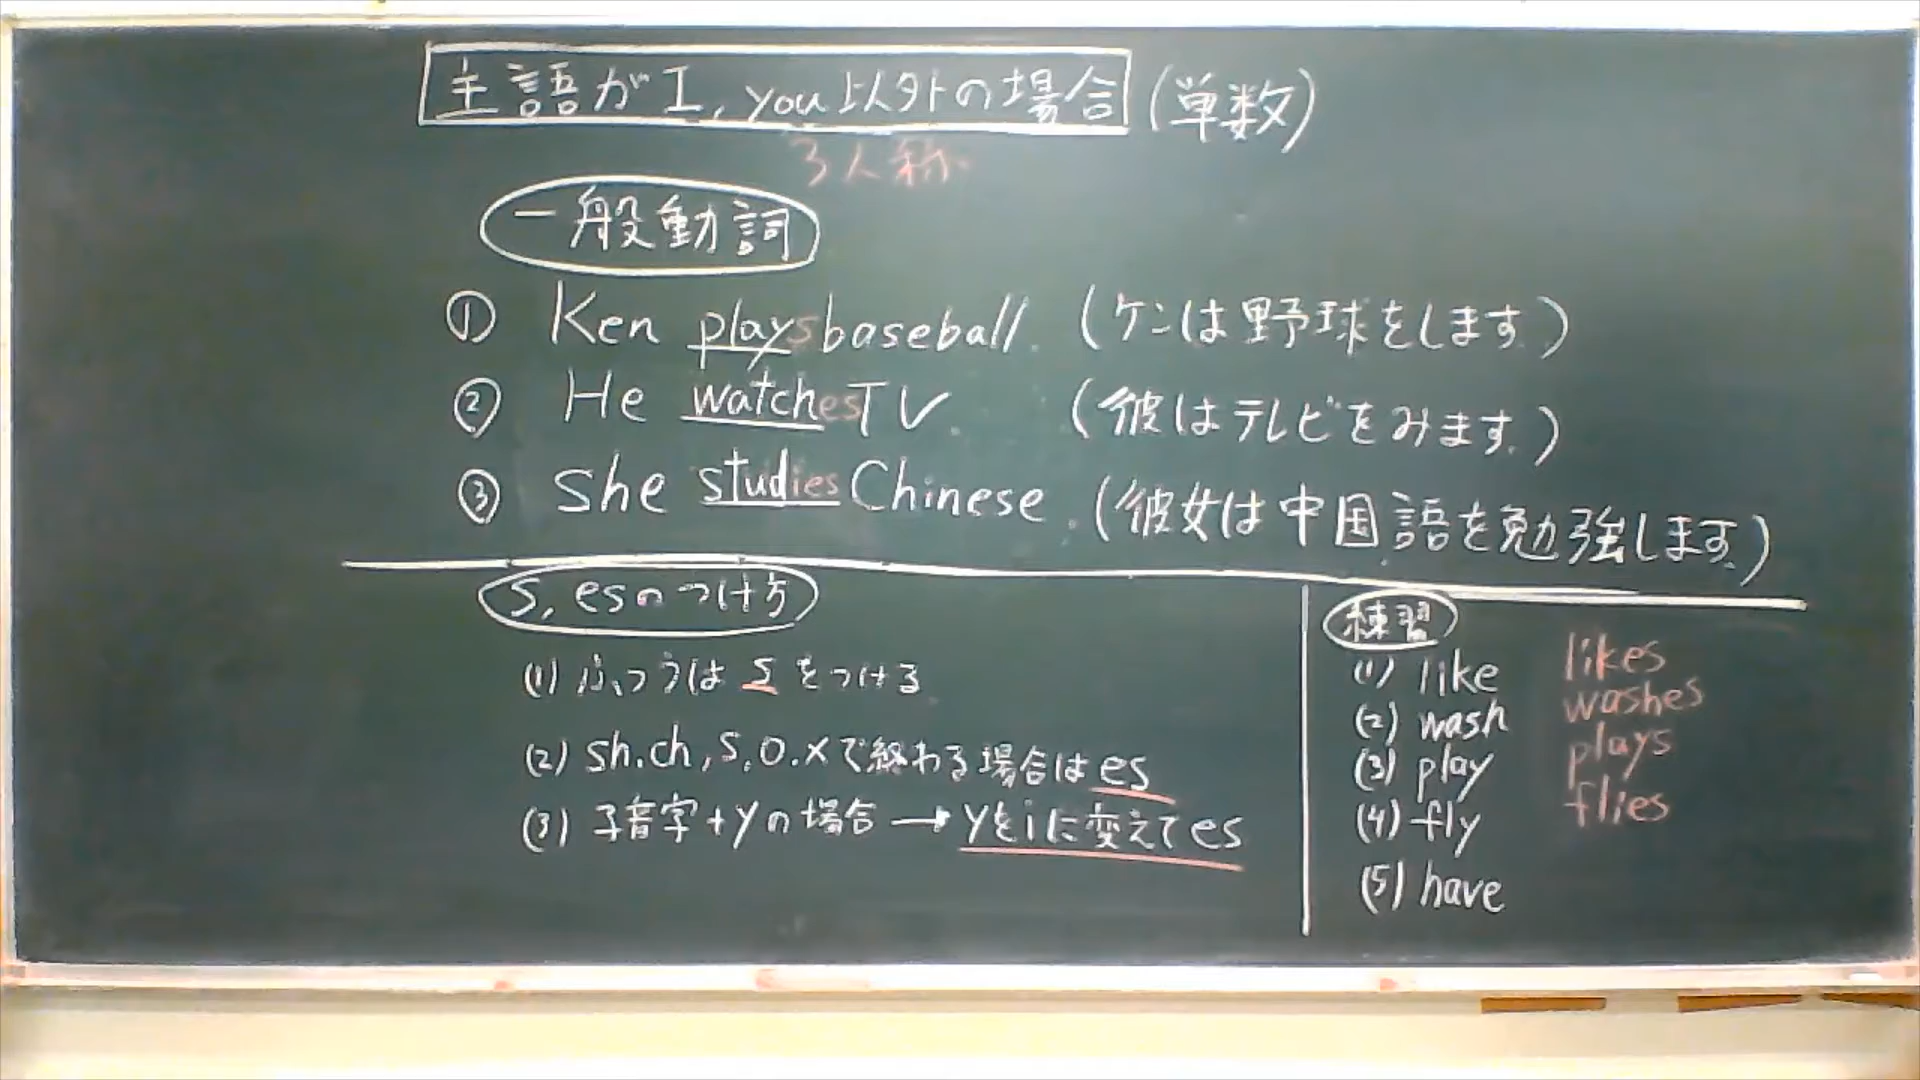 主語がI, you以外の場合 (単数)
3人称
一般動詞
① Ken plays baseball. (ケンは野球をします.)
② He watches TV. (彼はテレビをみます.)
③ She studies Chinese. (彼女は中国語を勉強します.)
s, esのつけ方
(1) ふつうは s をつける
(2) sh.ch, s.o.xで終わる場合はes
(3) 子音字+yの場合→yをiに変えてes
練習
(1) like likes
(2) wash washes
(3) play plays
(4) fly flies
(5) have